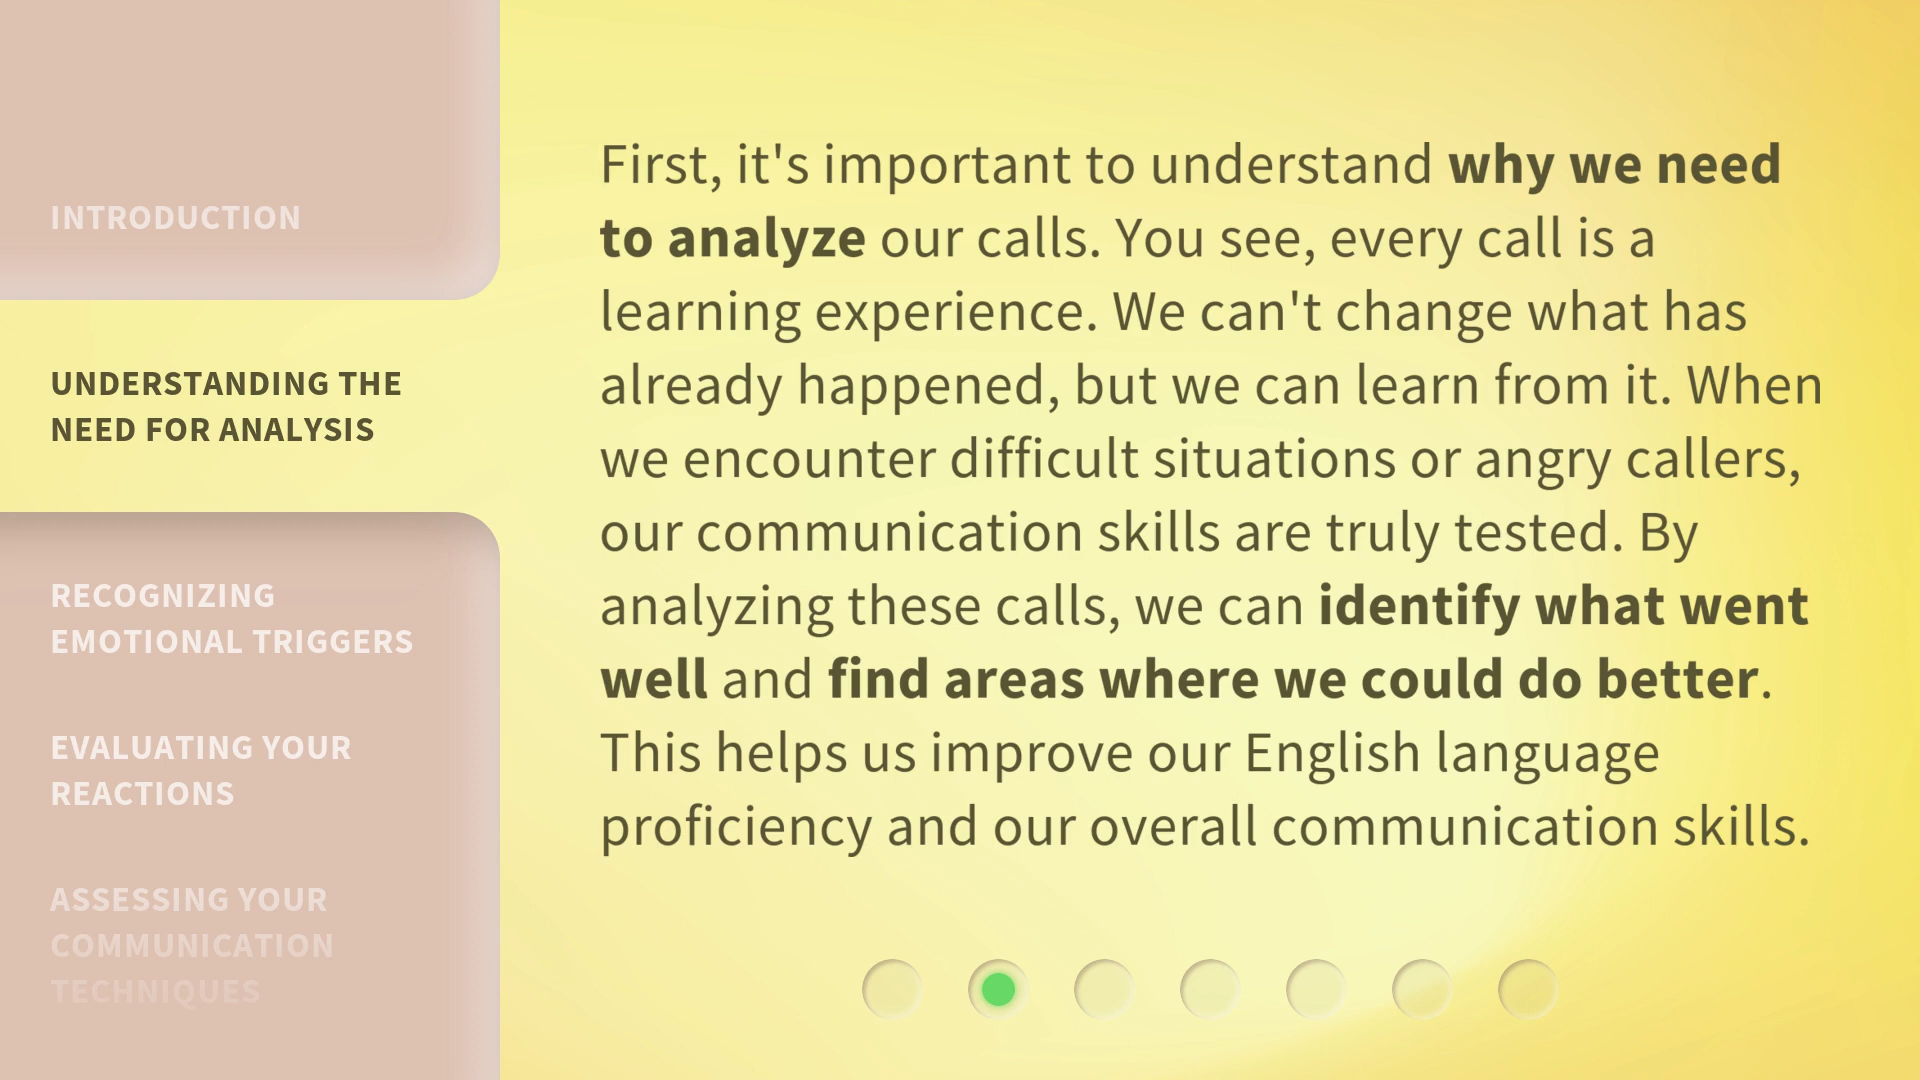 INTRODUCTION
UNDERSTANDING THE
NEED FOR ANALYSIS
RECOGNIZING
EMOTIONAL TRIGGERS
EVALUATING YOUR
REACTIONS
ASSESSING YOUR
COMMUNICATION
TECHNIQUES
First, it's important to understand why we need
to analyze our calls. You see, every call is a
learning experience. We can't change what has
already happened, but we can learn from it. When
we encounter difficult situations or angry callers,
our communication skills are truly tested. By
analyzing these calls, we can identify what went
well and find areas where we could do better.
This helps us improve our English language
proficiency and our overall communication skills.